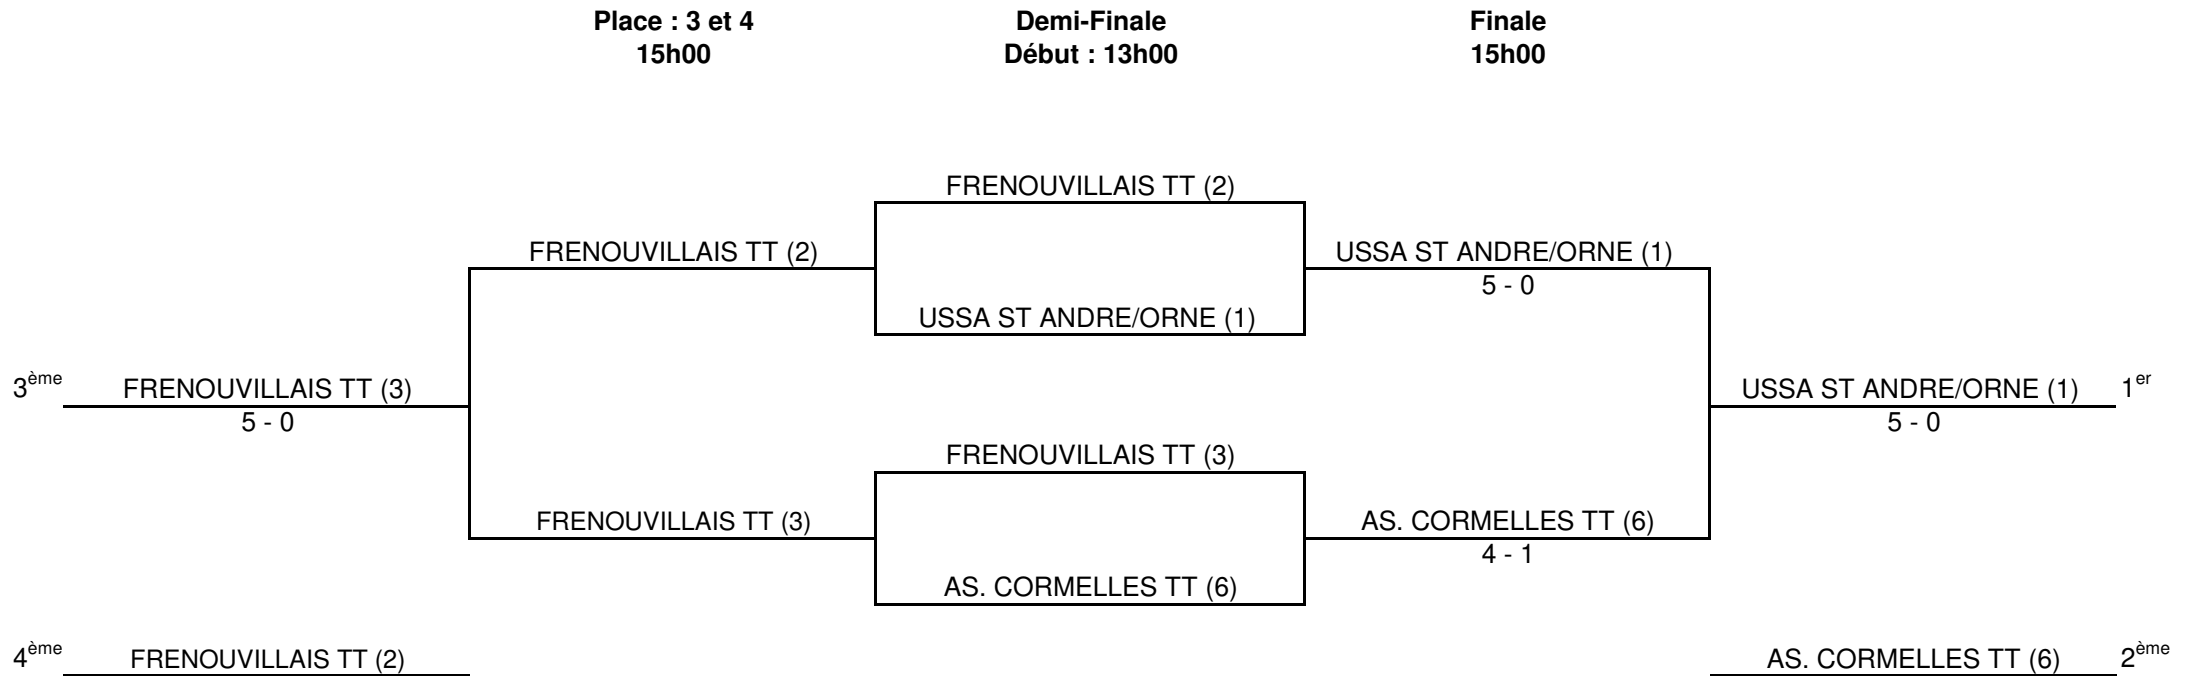 Place : 3 et 4
15h00
Demi-Finale
Début : 13h00
Finale
15h00
FRENOUVILLAIS TT (2)
FRENOUVILLAIS TT (2)
USSA ST ANDRE/ORNE (1)
5 - 0
USSA ST ANDRE/ORNE (1)
3ème FRENOUVILLAIS TT (3)
5 - 0
USSA ST ANDRE/ORNE (1) 1er
5 - 0
FRENOUVILLAIS TT (3)
FRENOUVILLAIS TT (3)
AS. CORMELLES TT (6)
4 - 1
AS. CORMELLES TT (6)
4ème FRENOUVILLAIS TT (2)
AS. CORMELLES TT (6) 2ème